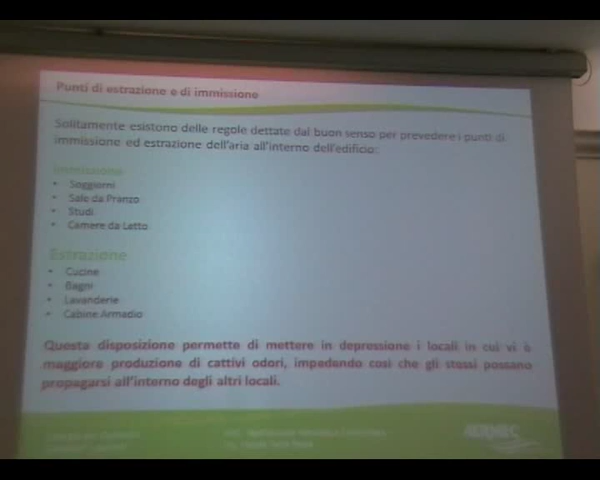 Punti di estrazione e di immissione
Solitamente esistono delle regole dettate dal buon senso per prevedere i punti di
immissione ed estrazione dell'aria all'interno dell'edificio:
Immissione
• Soggiorni
• Sale da Pranzo
• Studi
• Camere da Letto
Estrazione
• Cucine
• Bagni
• Lavanderie
• Cabine Armadio
Questa disposizione permette di mettere in depressione i locali in cui vi è
maggiore produzione di cattivi odori, impedendo così che gli stessi possano
propagarsi all'interno degli altri locali.